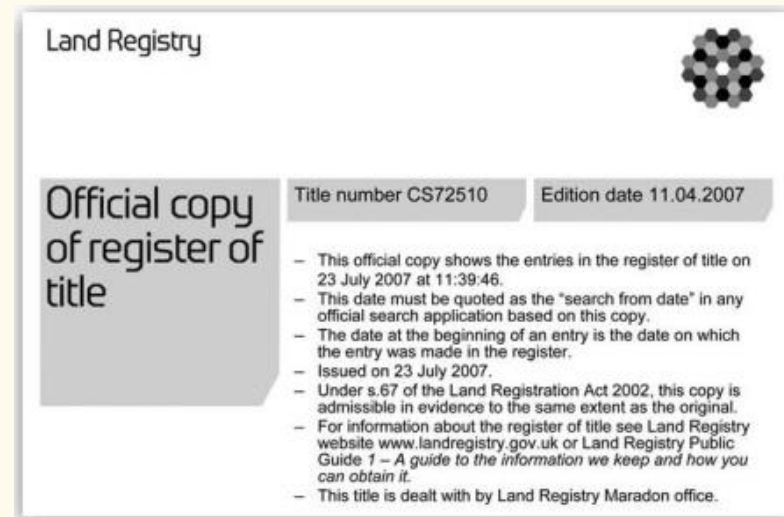 Land Registry
Official copy
of register of
title
Title number CS72510
Edition date 11.04.2007
– This official copy shows the entries in the register of title on
23 July 2007 at 11:39:46.
– This date must be quoted as the “search from date” in any
official search application based on this copy.
– The date at the beginning of an entry is the date on which
the entry was made in the register.
– Issued on 23 July 2007.
– Under s.67 of the Land Registration Act 2002, this copy is
admissible in evidence to the same extent as the original.
– For information about the register of title see Land Registry
website www.landregistry.gov.uk or Land Registry Public
Guide 1 – A guide to the information we keep and how you
can obtain it.
– This title is dealt with by Land Registry Maradon office.